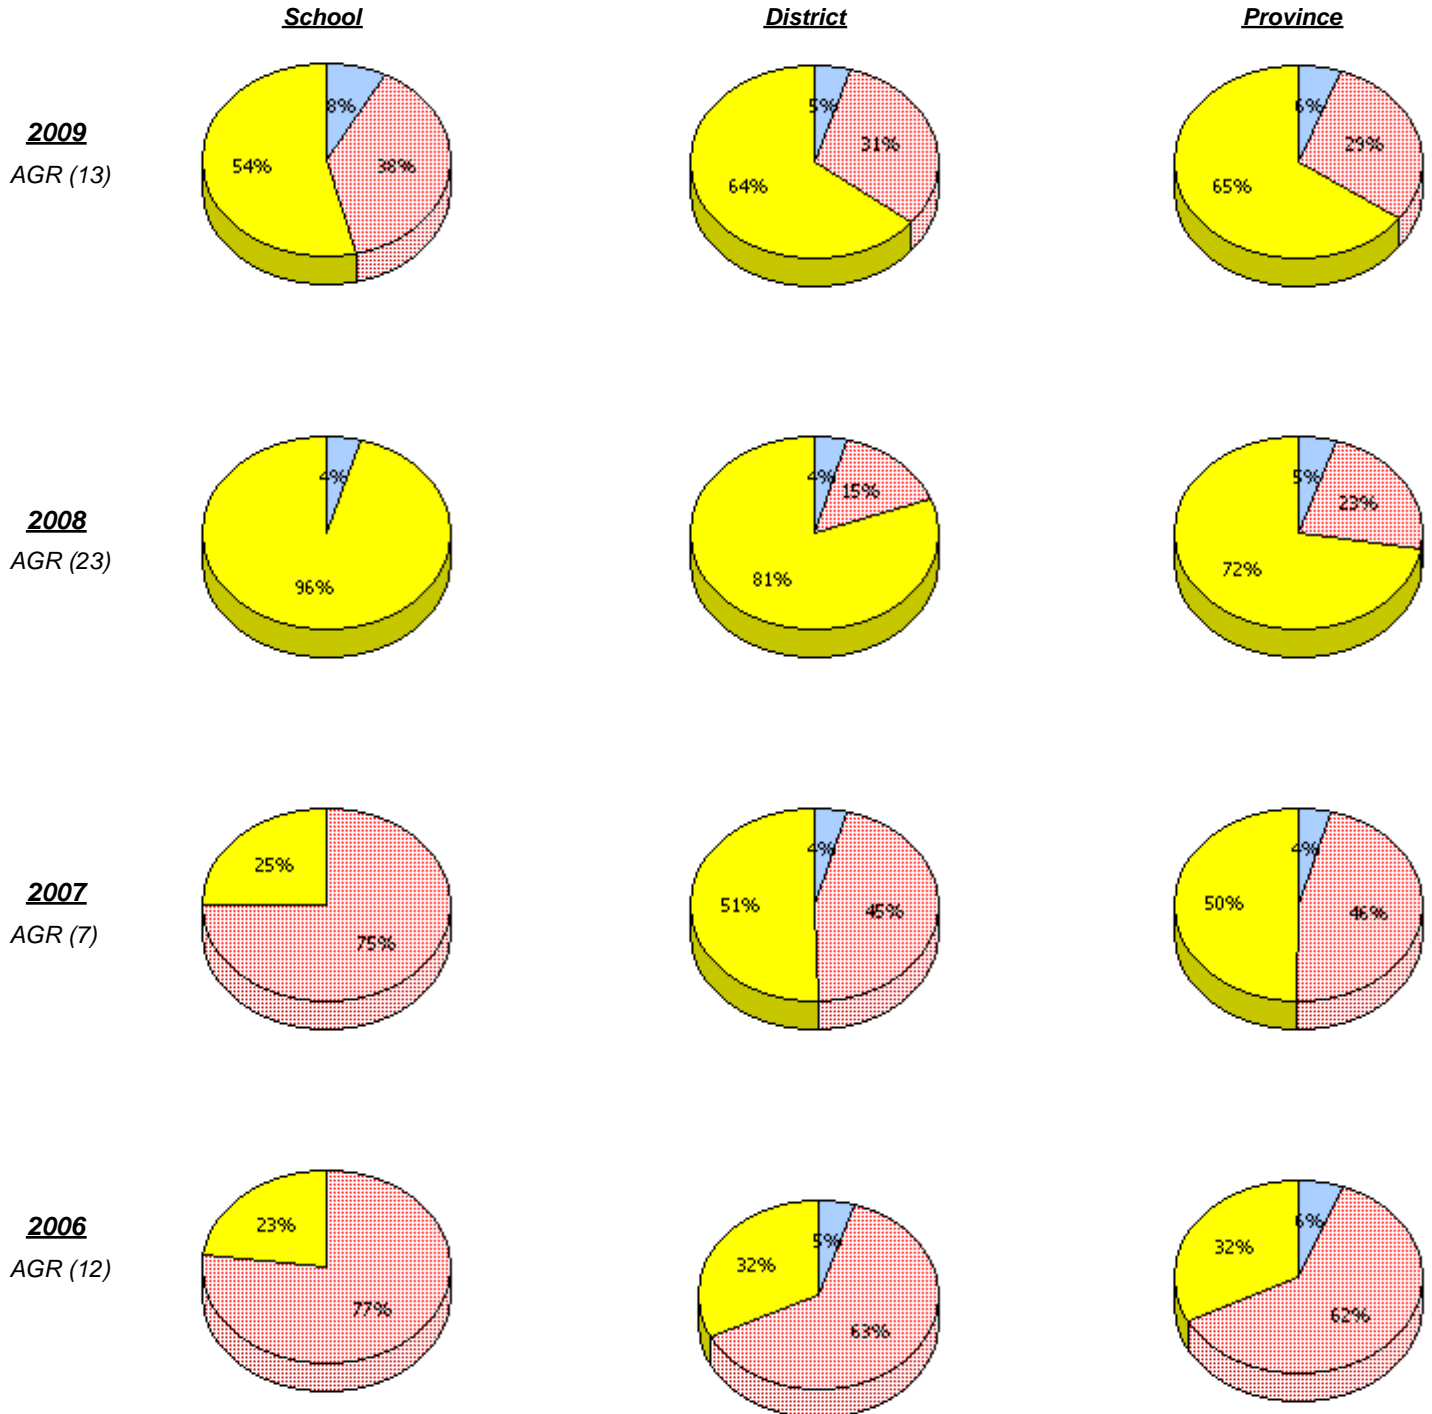 School District Province
2009
AGR (13)
8% 38% 54%
5% 31% 64%
6% 29% 65%
2008
AGR (23)
4% 96%
4% 15% 81%
5% 23% 72%
2007
AGR (7)
25% 75%
4% 45% 51%
4% 46% 50%
2006
AGR (12)
23% 77%
5% 32% 63%
6% 32% 62%